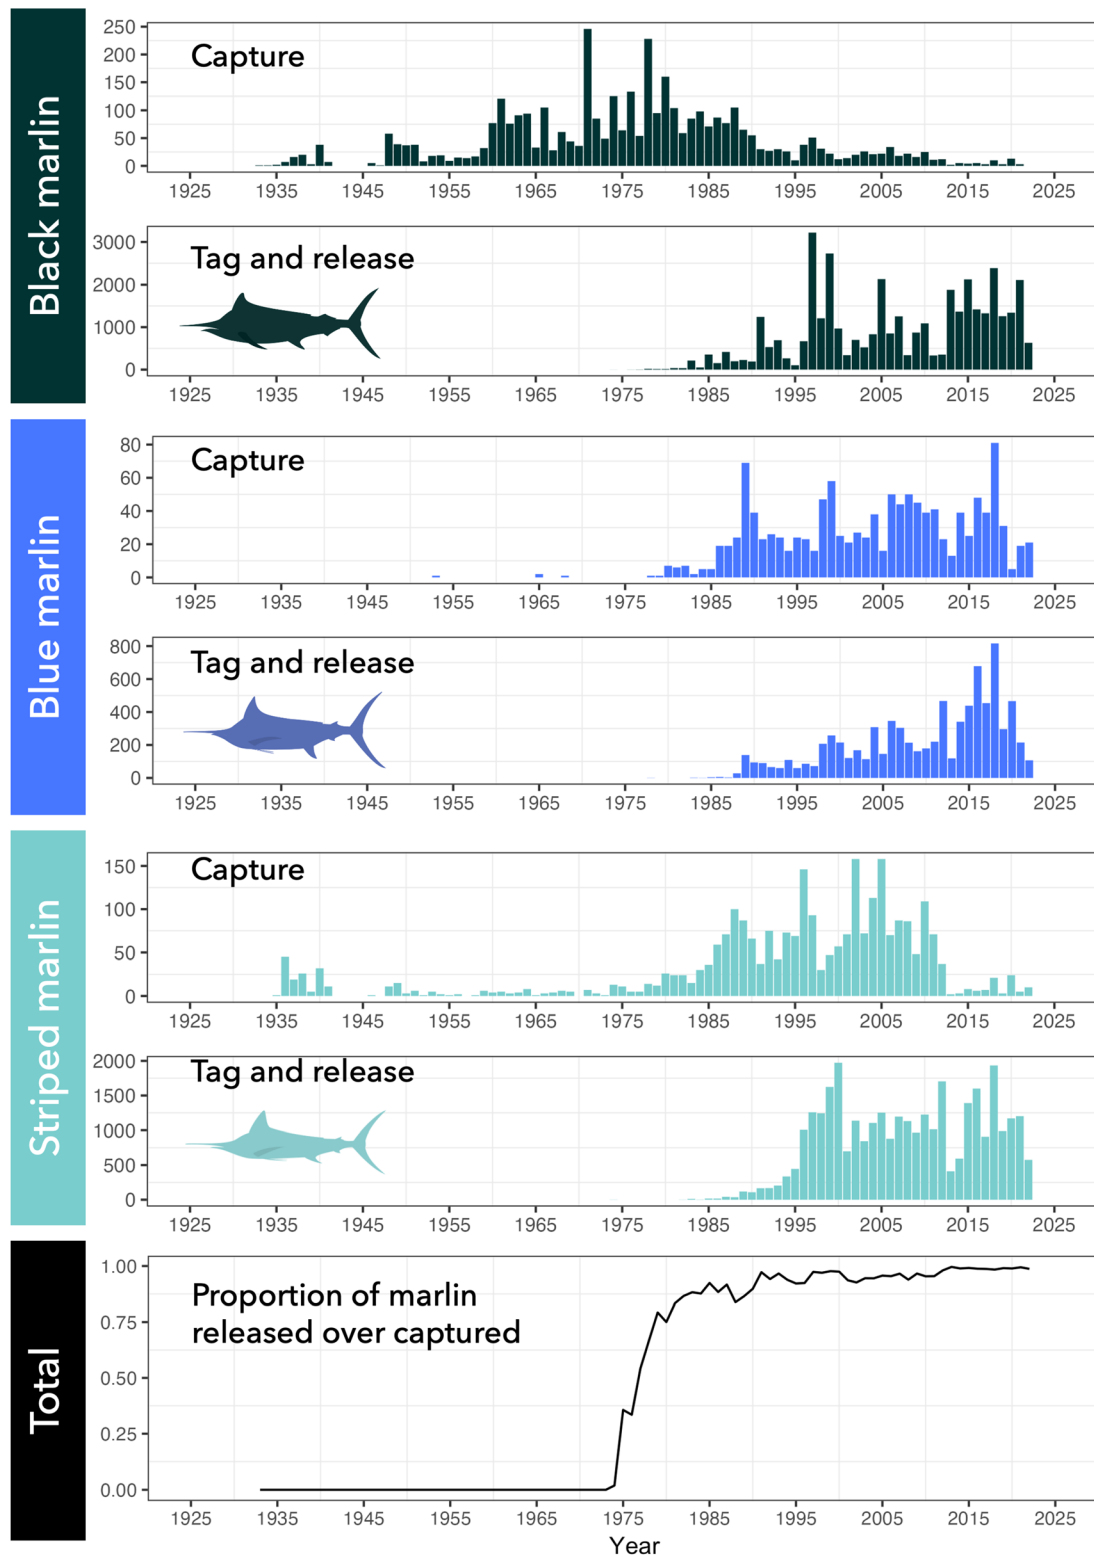 Black marlin
Capture
250
200
150
100
50
0
1925 1935 1945 1955 1965 1975 1985 1995 2005 2015 2025
Tag and release
3000
2000
1000
0
1925 1935 1945 1955 1965 1975 1985 1995 2005 2015 2025
Blue marlin
Capture
80
60
40
20
0
1925 1935 1945 1955 1965 1975 1985 1995 2005 2015 2025
Tag and release
800
600
400
200
0
1925 1935 1945 1955 1965 1975 1985 1995 2005 2015 2025
Striped marlin
Capture
150
100
50
0
1925 1935 1945 1955 1965 1975 1985 1995 2005 2015 2025
Tag and release
2000
1500
1000
500
0
1925 1935 1945 1955 1965 1975 1985 1995 2005 2015 2025
Total
Proportion of marlin
released over captured
1.00
0.75
0.50
0.25
0.00
1925 1935 1945 1955 1965 1975 1985 1995 2005 2015 2025
Year